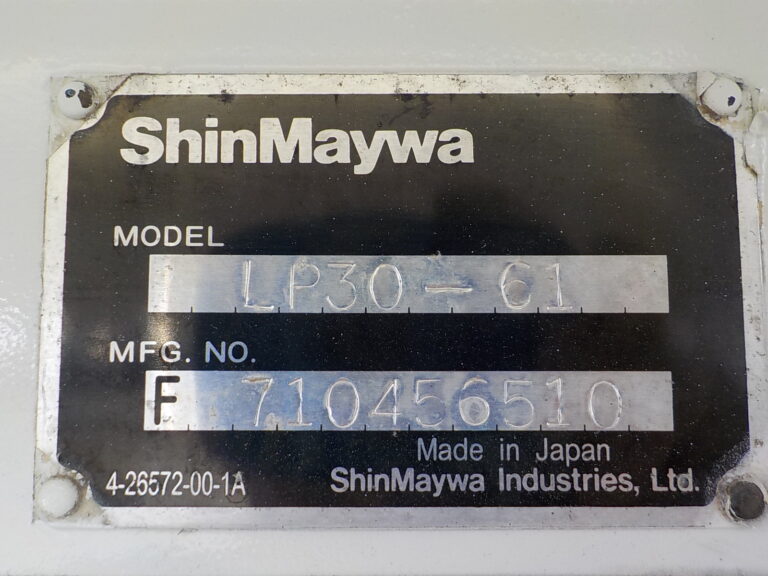 ShinMaywa
MODEL
LP30-61
MFG. NO.
F 710456510
Made in Japan
4-26572-00-1A ShinMaywa Industries, Ltd.